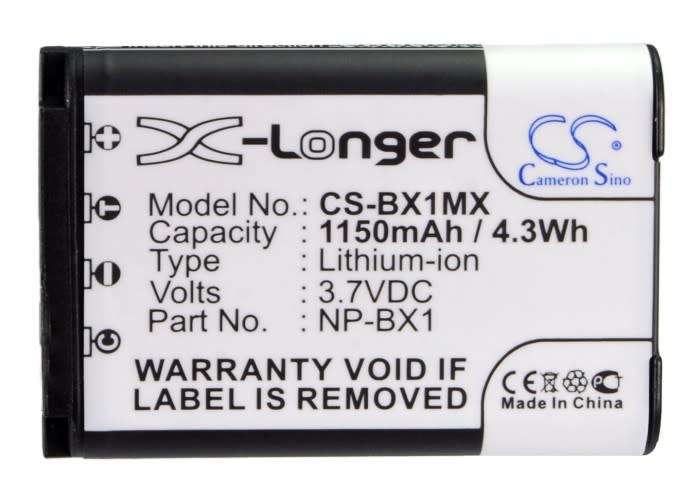 X-Longer
CS
Cameron Sino
Model No.: CS-BX1MX
Capacity : 1150mAh / 4.3Wh
Type : Lithium-ion
Volts : 3.7VDC
Part No. : NP-BX1
WARRANTY VOID IF
LABEL IS REMOVED
CE
Made In China